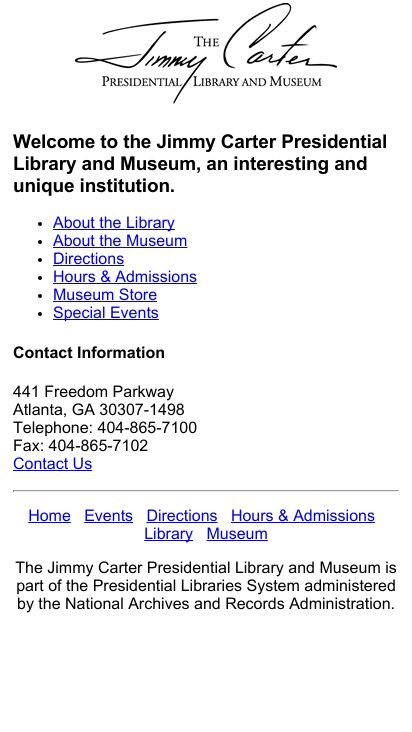 THE
Jimmy Carter
PRESIDENTIAL LIBRARY AND MUSEUM
Welcome to the Jimmy Carter Presidential
Library and Museum, an interesting and
unique institution.
• About the Library
• About the Museum
• Directions
• Hours & Admissions
• Museum Store
• Special Events
Contact Information
441 Freedom Parkway
Atlanta, GA 30307-1498
Telephone: 404-865-7100
Fax: 404-865-7102
Contact Us
Home Events Directions Hours & Admissions
Library Museum
The Jimmy Carter Presidential Library and Museum is
part of the Presidential Libraries System administered
by the National Archives and Records Administration.